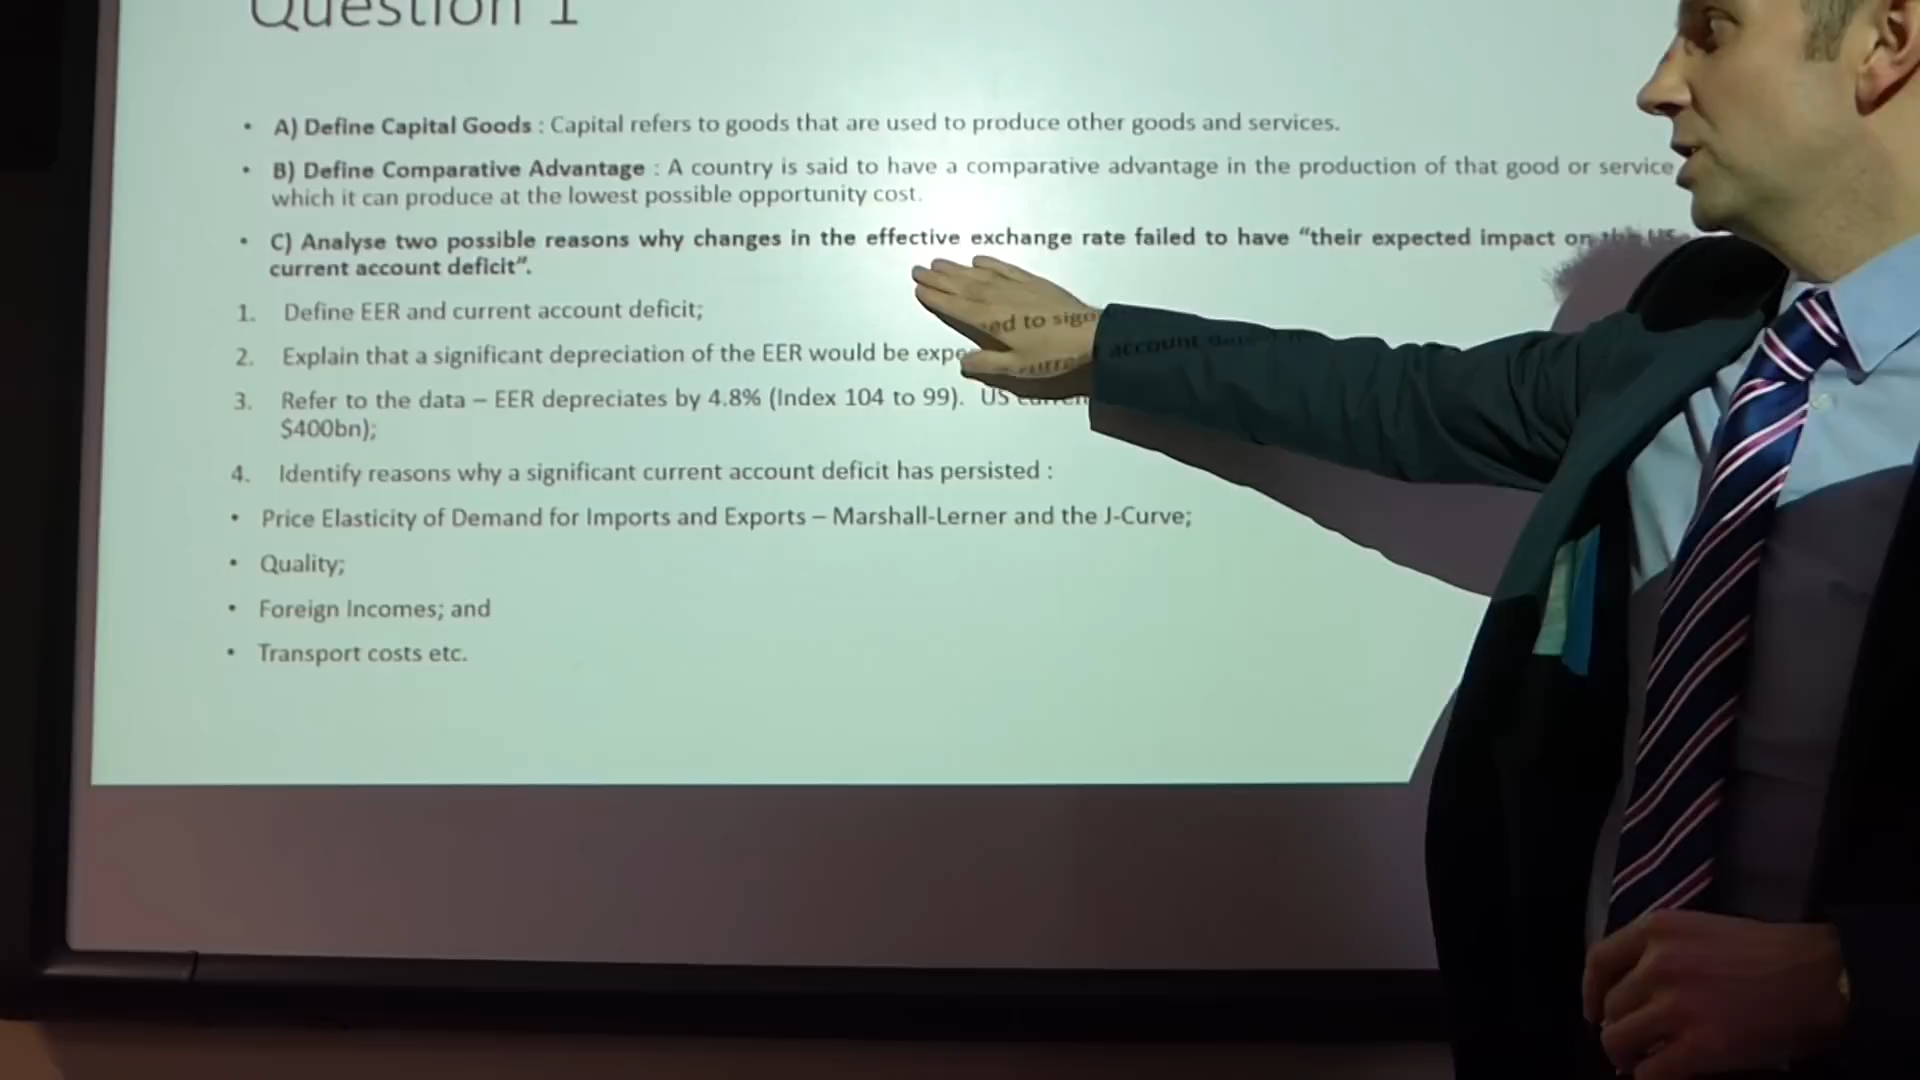 Question 1
• A) Define Capital Goods : Capital refers to goods that are used to produce other goods and services.
• B) Define Comparative Advantage : A country is said to have a comparative advantage in the production of that good or service
which it can produce at the lowest possible opportunity cost.
• C) Analyse two possible reasons why changes in the effective exchange rate failed to have “their expected impact on the US
current account deficit”.
1. Define EER and current account deficit;
2. Explain that a significant depreciation of the EER would be account
3. Refer to the data – EER depreciates by 4.8% (Index 104 to 99). US
$400bn);
4. Identify reasons why a significant current account deficit has persisted :
• Price Elasticity of Demand for Imports and Exports – Marshall-Lerner and the J-Curve;
• Quality;
• Foreign Incomes; and
• Transport costs etc.